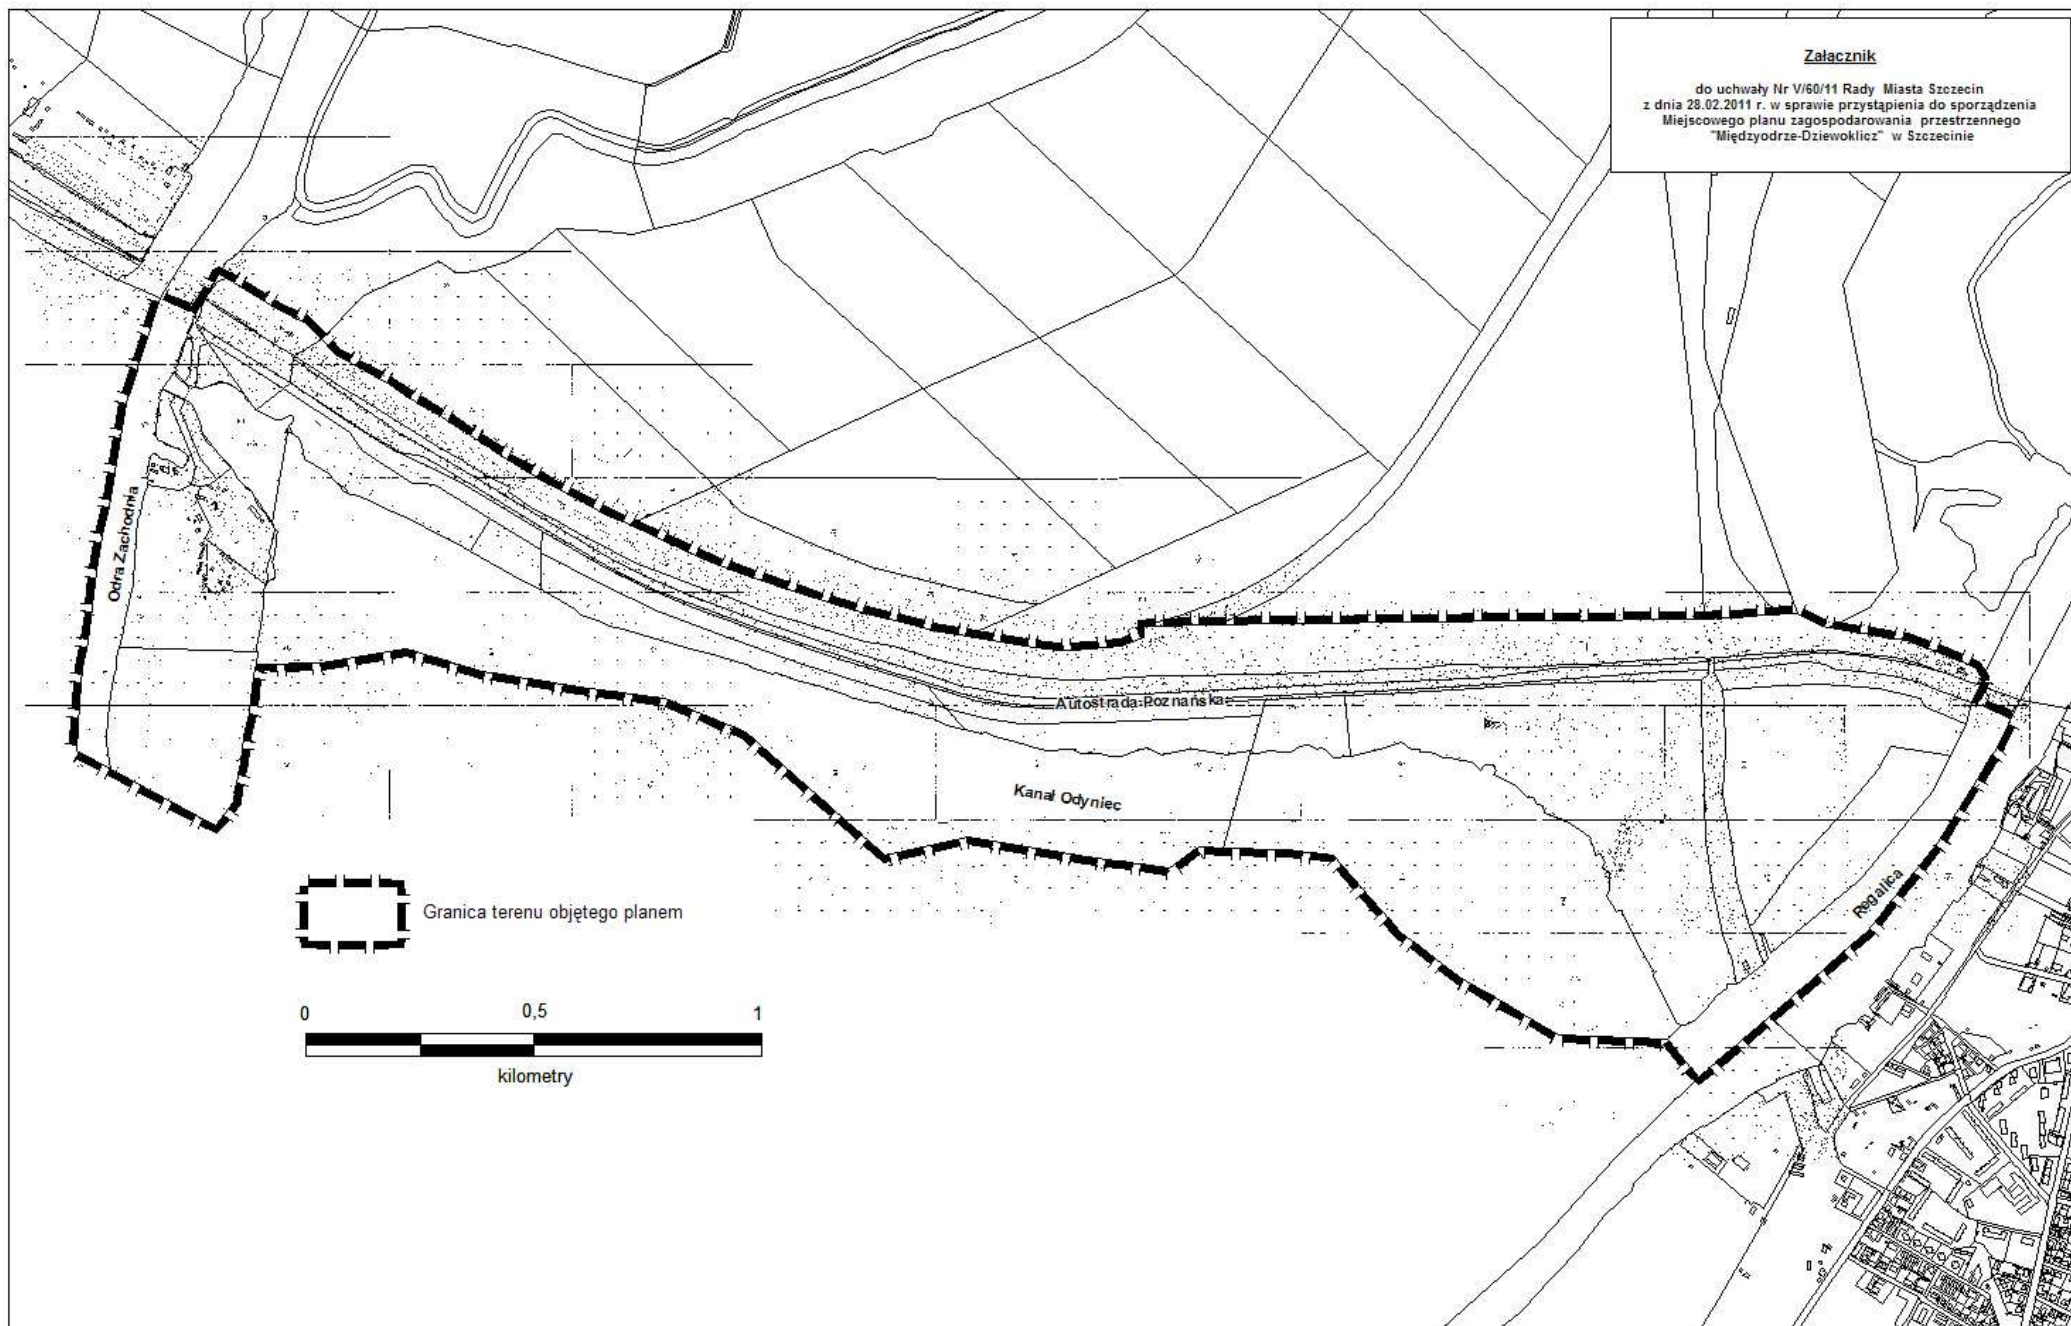 Załącznik
do uchwały Nr V/60/11 Rady Miasta Szczecin
z dnia 28.02.2011 r. w sprawie przystąpienia do sporządzenia
Miejscowego planu zagospodarowania przestrzennego
"Międzyodrze-Dziewoklicz" w Szczecinie
Odra Zachodnia
Autostrada Poznańska
Kanał Odyniec
Regalica
Granica terenu objętego planem
0 0,5 1
kilometry